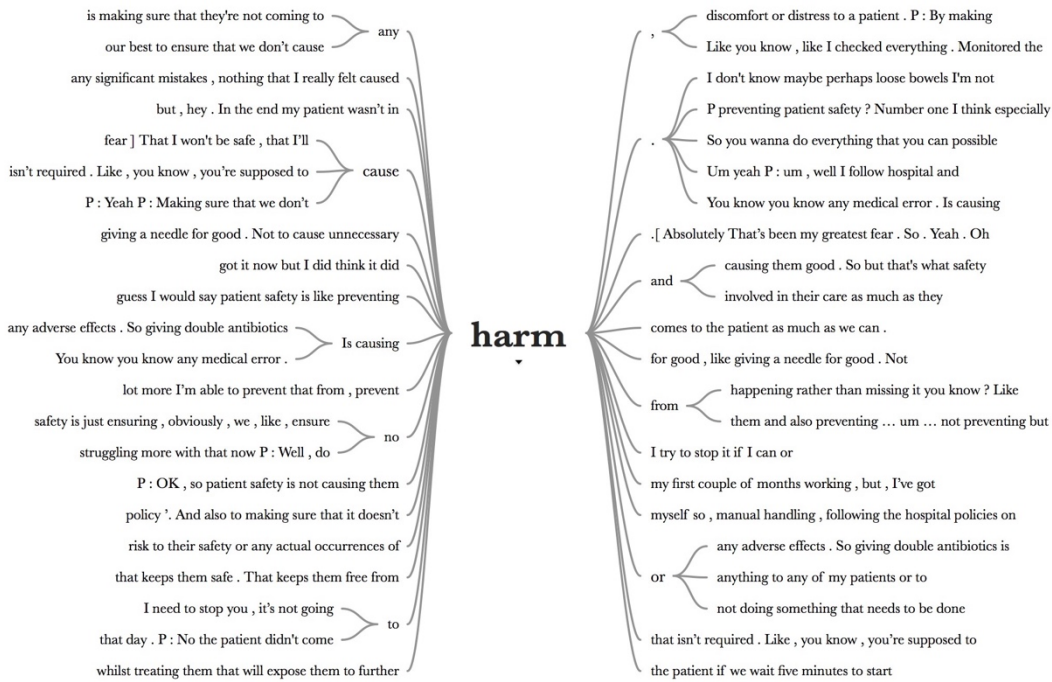 is making sure that they're not coming to
our best to ensure that we don't cause
any
any significant mistakes , nothing that I really felt caused
but , hey . In the end my patient wasn't in
fear ] That I won't be safe , that I'll
isn't required . Like , you know , you're supposed to
P : Yeah P : Making sure that we don't
cause
giving a needle for good . Not to cause unnecessary
got it now but I did think it did
guess I would say patient safety is like preventing
any adverse effects . So giving double antibiotics
You know you know any medical error .
Is causing
lot more I'm able to prevent that from , prevent
safety is just ensuring , obviously , we , like , ensure
struggling more with that now P : Well , do
no
P : OK , so patient safety is not causing them
policy '. And also to making sure that it doesn't
risk to their safety or any actual occurrences of
that keeps them safe . That keeps them free from
I need to stop you , it's not going
that day . P : No the patient didn't come
to
whilst treating them that will expose them to further
harm
,
discomfort or distress to a patient . P : By making
Like you know , like I checked everything . Monitored the
.
I don't know maybe perhaps loose bowels I'm not
P preventing patient safety ? Number one I think especially
So you wanna do everything that you can possible
Um yeah P : um , well I follow hospital and
You know you know any medical error . Is causing
.[ Absolutely That's been my greatest fear . So . Yeah . Oh
and
causing them good . So but that's what safety
involved in their care as much as they
comes to the patient as much as we can .
for good , like giving a needle for good . Not
from
happening rather than missing it you know ? Like
them and also preventing … um … not preventing but
I try to stop it if I can or
my first couple of months working , but , I've got
myself so , manual handling , following the hospital policies on
or
any adverse effects . So giving double antibiotics is
anything to any of my patients or to
not doing something that needs to be done
that isn't required . Like , you know , you're supposed to
the patient if we wait five minutes to start